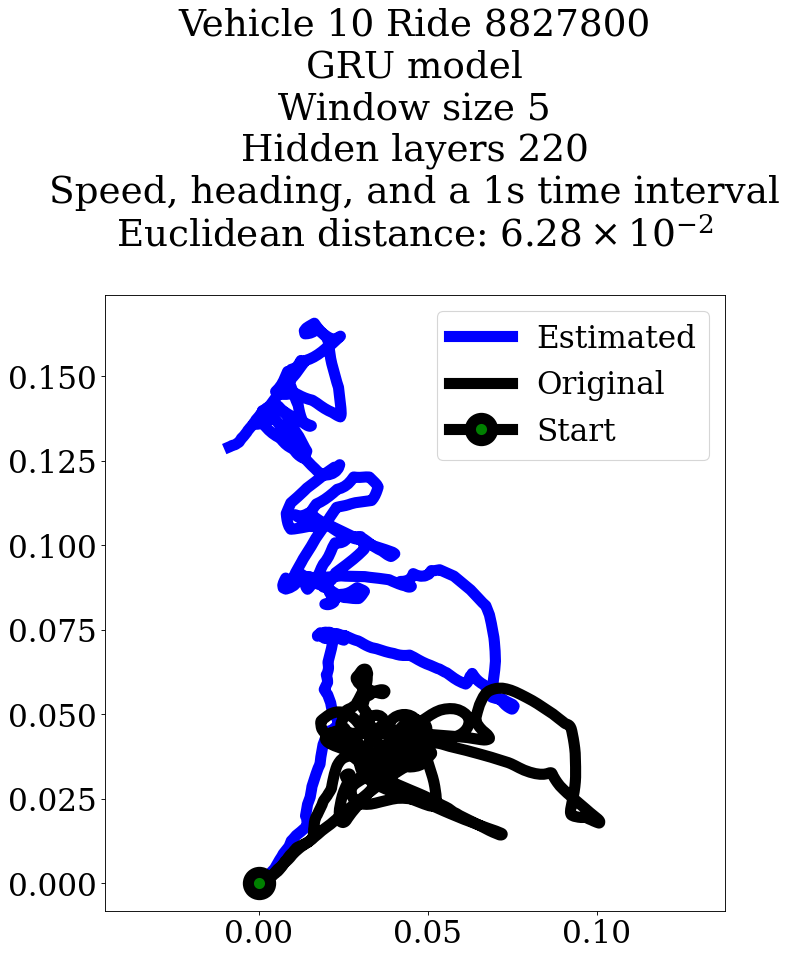 Vehicle 10 Ride 8827800
GRU model
Window size 5
Hidden layers 220
Speed, heading, and a 1s time interval
Euclidean distance: 6.28 × 10⁻²
Estimated
Original
Start
0.150
0.125
0.100
0.075
0.050
0.025
0.000
0.00 0.05 0.10